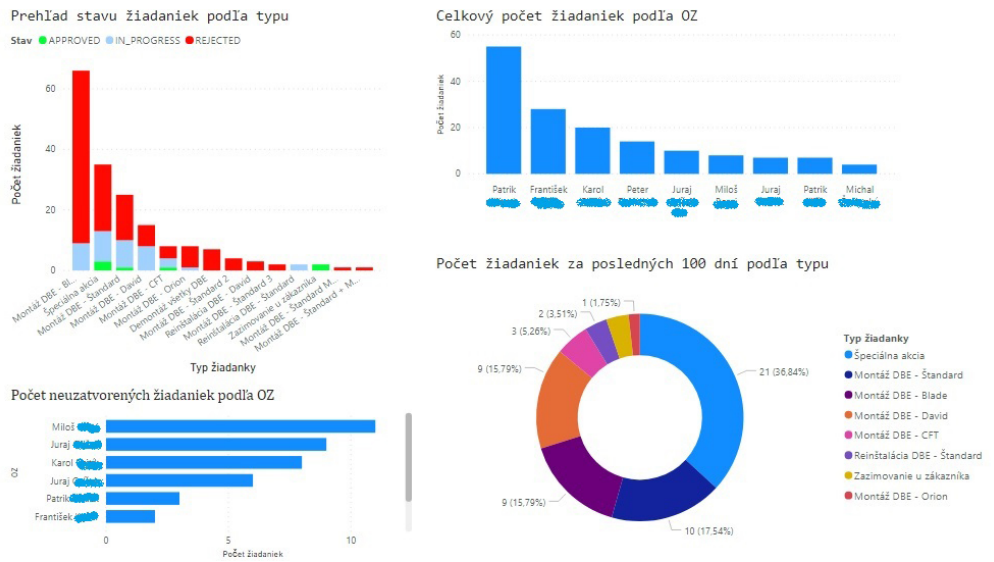 Prehľad stavu žiadaniek podľa typu
Stav APPROVED IN_PROGRESS REJECTED
Počet žiadaniek
60
40
20
0
Montáž DBE - Bl...
Špeciálna akcia
Montáž DBE - Štandard
Montáž DBE - David
Montáž DBE - CFT
Montáž DBE - Orion
Demontáž všetky DBE
Montáž DBE - Štandard 2
Reinštalácia DBE - David
Montáž DBE - Štandard 3
Reinštalácia DBE - Štandard
Zazimovanie u zákazníka
Montáž DBE - Štandard M...
Montáž DBE - Štandard + M...
Typ žiadanky
Celkový počet žiadaniek podľa OZ
Počet žiadaniek
60
40
20
0
Patrik František Karol Peter Juraj Miloš Juraj Patrik Michal
Počet neuzatvorených žiadaniek podľa OZ
OZ
Miloš
Juraj
Karol
Juraj
Patrik
František
0 5 10
Počet žiadaniek
Počet žiadaniek za posledných 100 dní podľa typu
1 (1,75%)
2 (3,51%)
3 (5,26%)
9 (15,79%)
21 (36,84%)
9 (15,79%)
10 (17,54%)
Typ žiadanky
Špeciálna akcia
Montáž DBE - Štandard
Montáž DBE - Blade
Montáž DBE - David
Montáž DBE - CFT
Reinštalácia DBE - Štandard
Zazimovanie u zákazníka
Montáž DBE - Orion